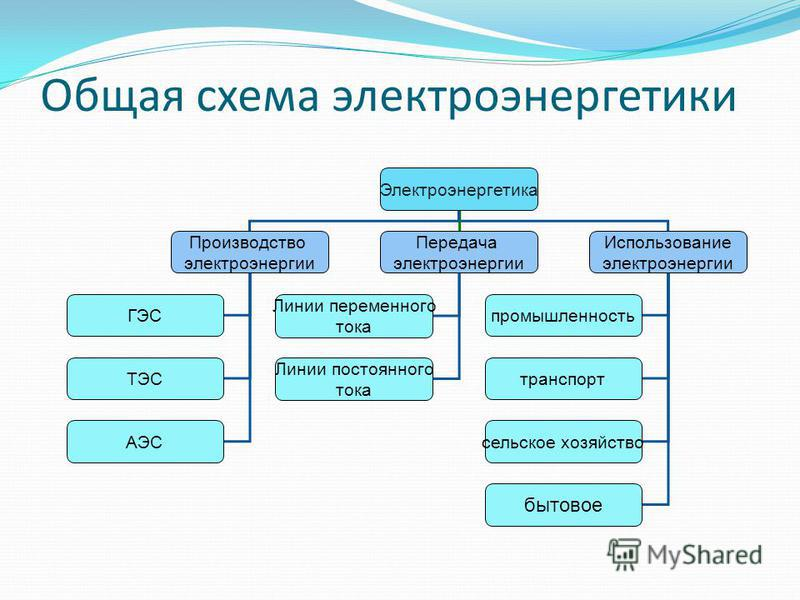 Общая схема электроэнергетики
Электроэнергетика
Производство
электроэнергии
Передача
электроэнергии
Использование
электроэнергии
ГЭС
Линии переменного
тока
промышленность
ТЭС
Линии постоянного
тока
транспорт
АЭС
сельское хозяйство
бытовое
MyShared